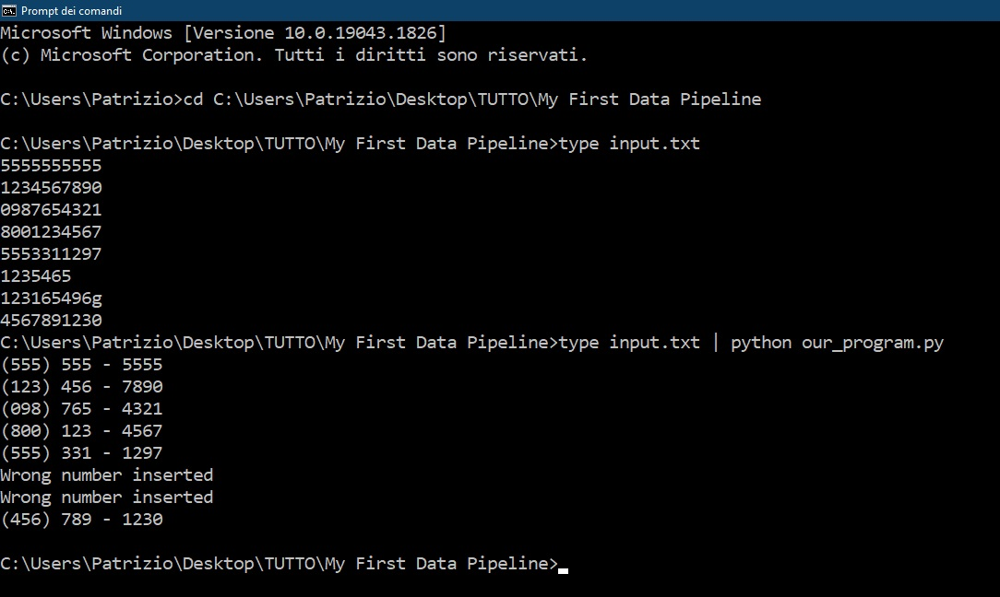 Prompt dei comandi
Microsoft Windows [Versione 10.0.19043.1826]
(c) Microsoft Corporation. Tutti i diritti sono riservati.
C:\Users\Patrizio>cd C:\Users\Patrizio\Desktop\TUTTO\My First Data Pipeline
C:\Users\Patrizio\Desktop\TUTTO\My First Data Pipeline>type input.txt
5555555555
1234567890
0987654321
8001234567
5553311297
1235465
123165496g
4567891230
C:\Users\Patrizio\Desktop\TUTTO\My First Data Pipeline>type input.txt | python our_program.py
(555) 555 - 5555
(123) 456 - 7890
(098) 765 - 4321
(800) 123 - 4567
(555) 331 - 1297
Wrong number inserted
Wrong number inserted
(456) 789 - 1230
C:\Users\Patrizio\Desktop\TUTTO\My First Data Pipeline>